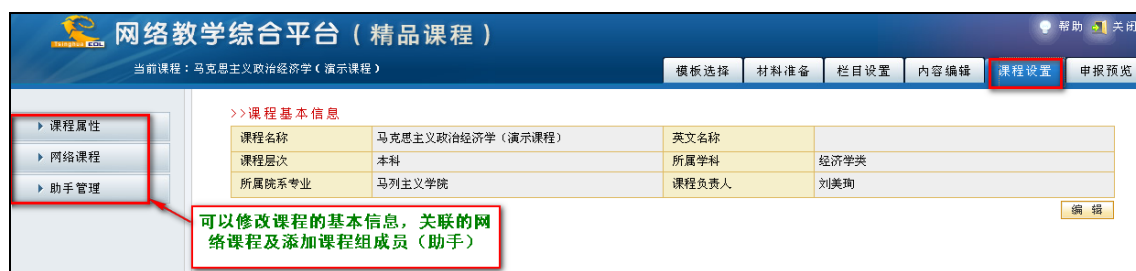 网络教学综合平台（精品课程）
帮助 关闭
Tsinghua EOL
当前课程：马克思主义政治经济学（演示课程）
模板选择 材料准备 栏目设置 内容编辑 课程设置 申报预览
课程属性
网络课程
助手管理
>>课程基本信息
课程名称 马克思主义政治经济学（演示课程） 英文名称
课程层次 本科 所属学科 经济学类
所属院系专业 马列主义学院 课程负责人 刘美珣
编 辑
可以修改课程的基本信息，关联的网
络课程及添加课程组成员（助手）